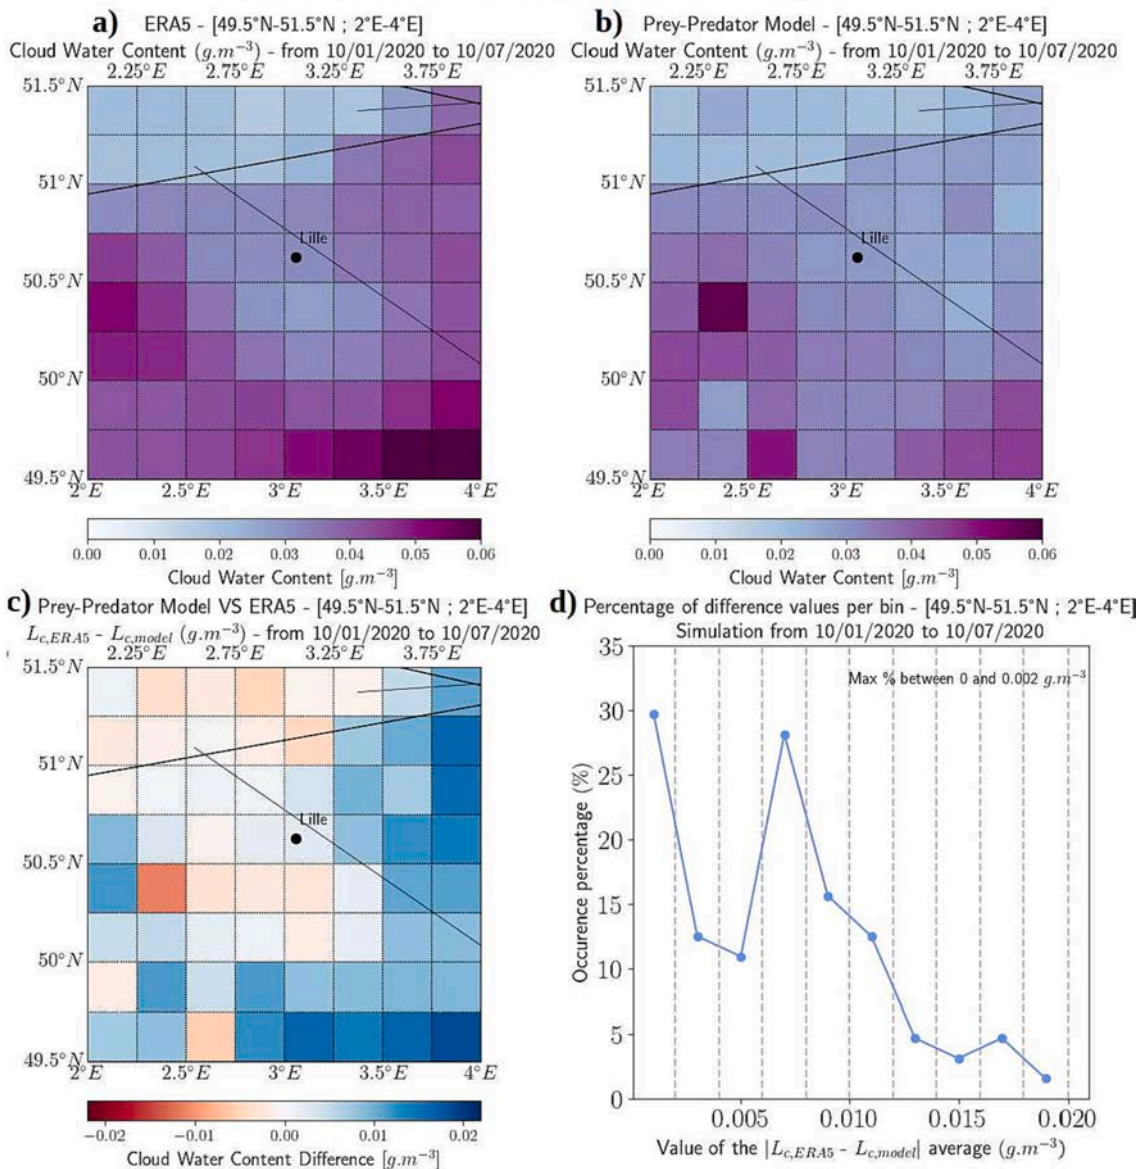 a) ERA5 - [49.5°N-51.5°N ; 2°E-4°E]
Cloud Water Content (g.m⁻³) - from 10/01/2020 to 10/07/2020
2.25°E 2.75°E 3.25°E 3.75°E
51.5°N
51°N
Lille
50.5°N
50°N
49.5°N
2°E 2.5°E 3°E 3.5°E 4°E
0.00 0.01 0.02 0.03 0.04 0.05 0.06
Cloud Water Content [g.m⁻³]
b) Prey-Predator Model - [49.5°N-51.5°N ; 2°E-4°E]
Cloud Water Content (g.m⁻³) - from 10/01/2020 to 10/07/2020
2.25°E 2.75°E 3.25°E 3.75°E
51.5°N
51°N
Lille
50.5°N
50°N
49.5°N
2°E 2.5°E 3°E 3.5°E 4°E
0.00 0.01 0.02 0.03 0.04 0.05 0.06
Cloud Water Content [g.m⁻³]
c) Prey-Predator Model VS ERA5 - [49.5°N-51.5°N ; 2°E-4°E]
L_c,ERA5 - L_c,model (g.m⁻³) - from 10/01/2020 to 10/07/2020
2.25°E 2.75°E 3.25°E 3.75°E
51.5°N
51°N
Lille
50.5°N
50°N
49.5°N
2°E 2.5°E 3°E 3.5°E 4°E
−0.02 −0.01 0.00 0.01 0.02
Cloud Water Content Difference [g.m⁻³]
d) Percentage of difference values per bin - [49.5°N-51.5°N ; 2°E-4°E]
Simulation from 10/01/2020 to 10/07/2020
Max % between 0 and 0.002 g.m⁻³
Occurence percentage (%)
35
30
25
20
15
10
5
0
0.005 0.010 0.015 0.020
Value of the |L_c,ERA5 - L_c,model| average (g.m⁻³)